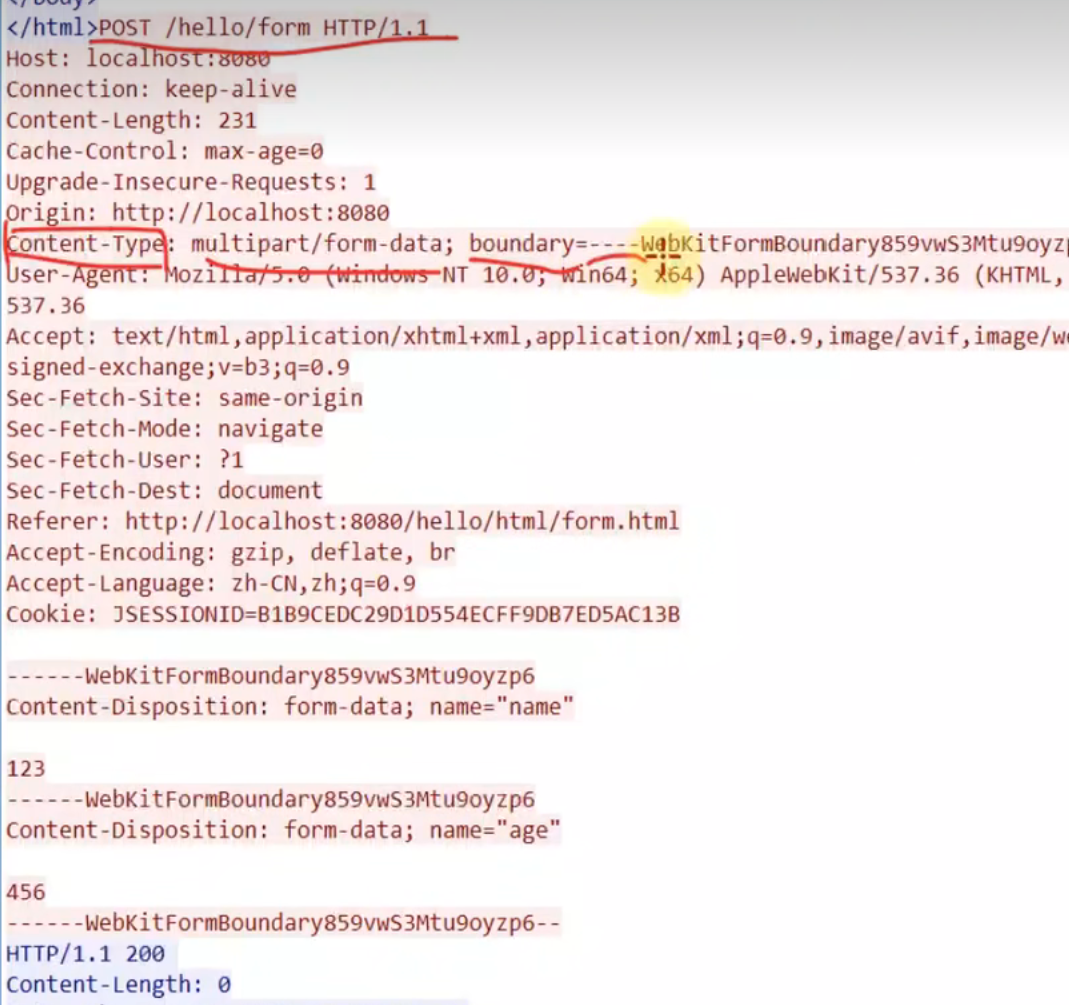 </body>
</html>POST /hello/form HTTP/1.1
Host: localhost:8080
Connection: keep-alive
Content-Length: 231
Cache-Control: max-age=0
Upgrade-Insecure-Requests: 1
Origin: http://localhost:8080
Content-Type: multipart/form-data; boundary=----WebKitFormBoundary859vwS3Mtu9oyzp
User-Agent: Mozilla/5.0 (Windows NT 10.0; Win64; x64) AppleWebKit/537.36 (KHTML,
537.36
Accept: text/html,application/xhtml+xml,application/xml;q=0.9,image/avif,image/we
signed-exchange;v=b3;q=0.9
Sec-Fetch-Site: same-origin
Sec-Fetch-Mode: navigate
Sec-Fetch-User: ?1
Sec-Fetch-Dest: document
Referer: http://localhost:8080/hello/html/form.html
Accept-Encoding: gzip, deflate, br
Accept-Language: zh-CN,zh;q=0.9
Cookie: JSESSIONID=B1B9CEDC29D1D554ECFF9DB7ED5AC13B
------WebKitFormBoundary859vwS3Mtu9oyzp6
Content-Disposition: form-data; name="name"
123
------WebKitFormBoundary859vwS3Mtu9oyzp6
Content-Disposition: form-data; name="age"
456
------WebKitFormBoundary859vwS3Mtu9oyzp6--
HTTP/1.1 200
Content-Length: 0